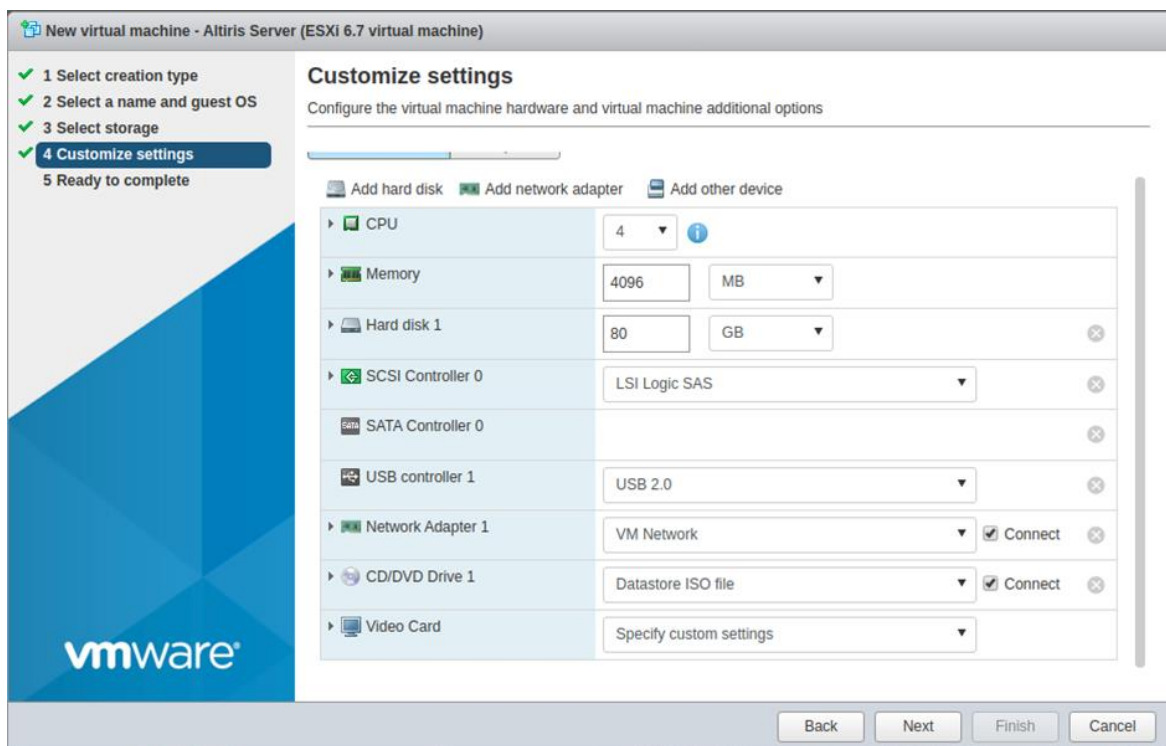 New virtual machine - Altiris Server (ESXi 6.7 virtual machine)
1 Select creation type
2 Select a name and guest OS
3 Select storage
4 Customize settings
5 Ready to complete
Customize settings
Configure the virtual machine hardware and virtual machine additional options
Add hard disk Add network adapter Add other device
CPU 4
Memory 4096 MB
Hard disk 1 80 GB
SCSI Controller 0 LSI Logic SAS
SATA SATA Controller 0
USB controller 1 USB 2.0
Network Adapter 1 VM Network Connect
CD/DVD Drive 1 Datastore ISO file Connect
Video Card Specify custom settings
vmware®
Back Next Finish Cancel